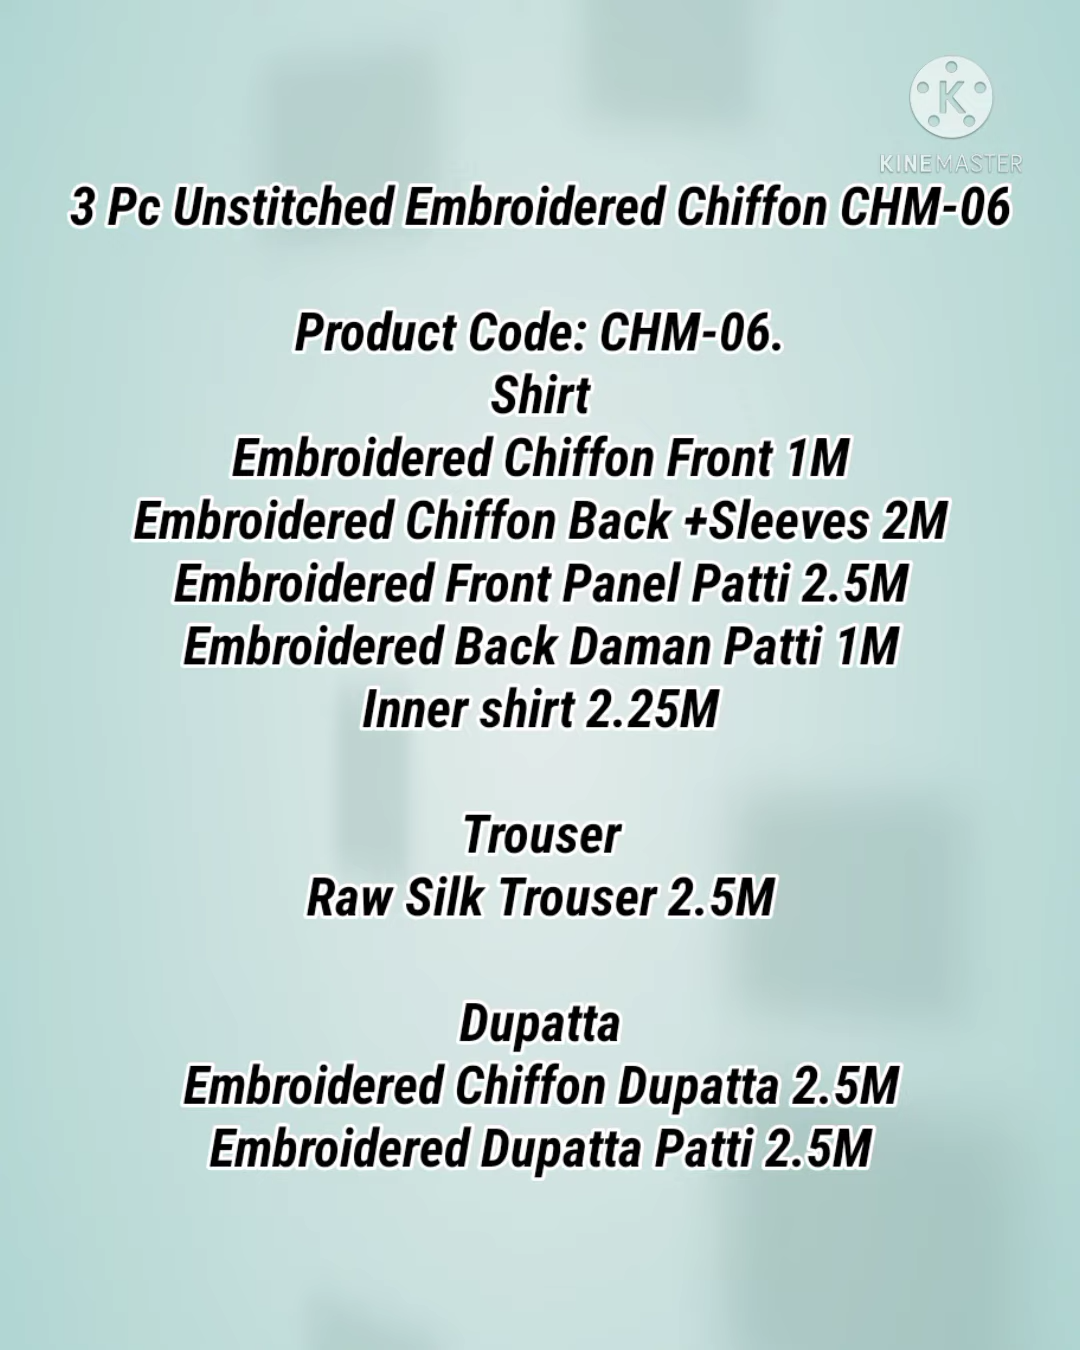 KINEMASTER
3 Pc Unstitched Embroidered Chiffon CHM-06
Product Code: CHM-06.
Shirt
Embroidered Chiffon Front 1M
Embroidered Chiffon Back +Sleeves 2M
Embroidered Front Panel Patti 2.5M
Embroidered Back Daman Patti 1M
Inner shirt 2.25M
Trouser
Raw Silk Trouser 2.5M
Dupatta
Embroidered Chiffon Dupatta 2.5M
Embroidered Dupatta Patti 2.5M